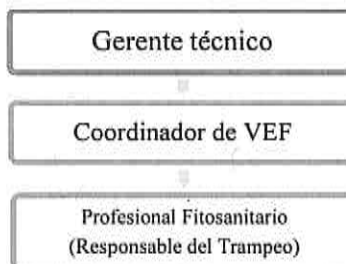 Gerente técnico
Coordinador de VEF
Profesional Fitosanitario
(Responsable del Trampeo)